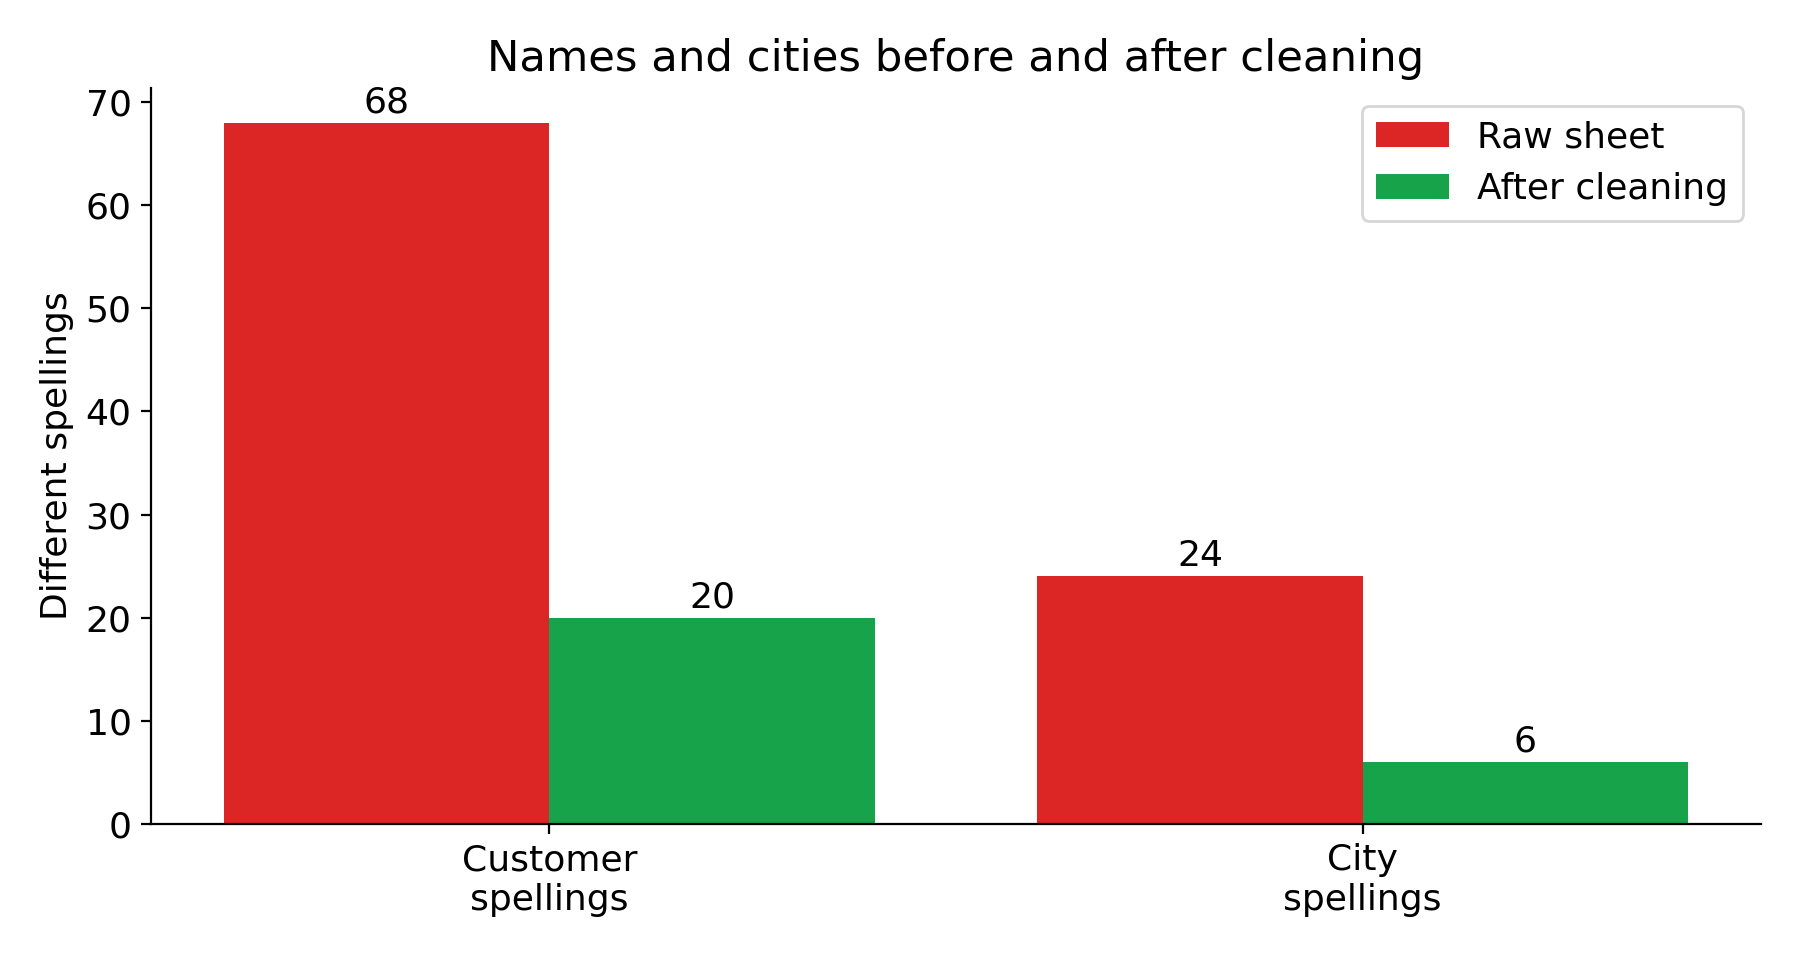 Names and cities before and after cleaning
Raw sheet
After cleaning
Different spellings
70
60
50
40
30
20
10
0
68
20
24
6
Customer
spellings
City
spellings